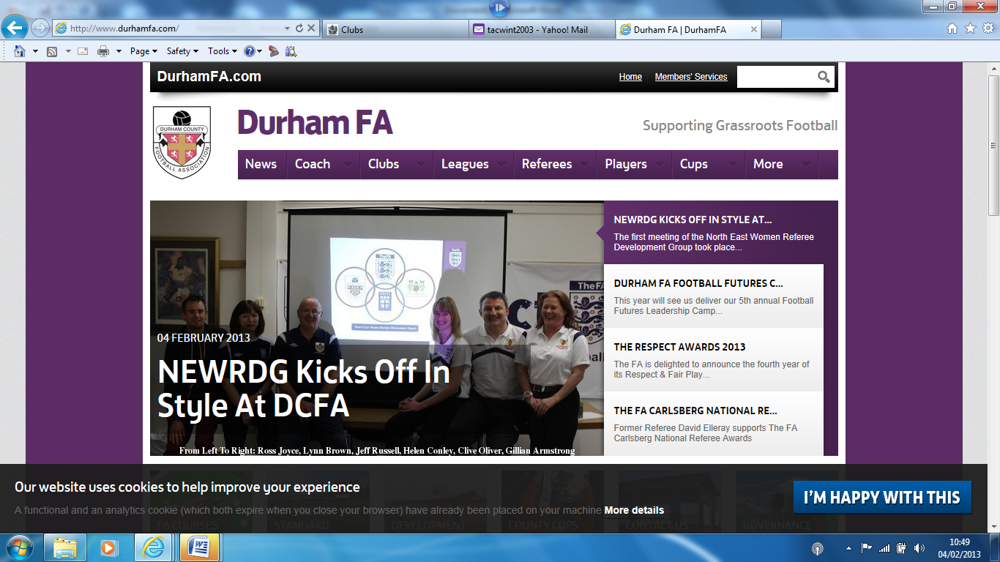 http://www.durhamfa.com/
Clubs
tacwint2003 - Yahoo! Mail
Durham FA | DurhamFA
Page
Safety
Tools
DurhamFA.com
Home
Members' Services
DURHAM COUNTY
FOOTBALL ASSOCIATION
Durham FA
Supporting Grassroots Football
News
Coach
Clubs
Leagues
Referees
Players
Cups
More
TheFA
TheFA
04 FEBRUARY 2013
NEWRDG Kicks Off In
Style At DCFA
From Left To Right: Ross Joyce, Lynn Brown, Jeff Russell, Helen Conley, Clive Oliver, Gillian Armstrong
NEWRDG KICKS OFF IN STYLE AT...
The first meeting of the North East Women Referee
Development Group took place...
DURHAM FA FOOTBALL FUTURES C...
This year will see us deliver our 5th annual Football
Futures Leadership Camp...
THE RESPECT AWARDS 2013
The FA is delighted to announce the fourth year of
its Respect & Fair Play...
THE FA CARLSBERG NATIONAL RE...
Former Referee David Elleray supports The FA
Carlsberg National Referee Awards
Our website uses cookies to help improve your experience
A functional and an analytics cookie (which both expire when you close your browser) have already been placed on your machine More details
I'M HAPPY WITH THIS
FA COURSES
STANDARD
DEVELOPMENT
COUNTY CUPS
CONTACT US
GOVERNANCE
10:49
04/02/2013